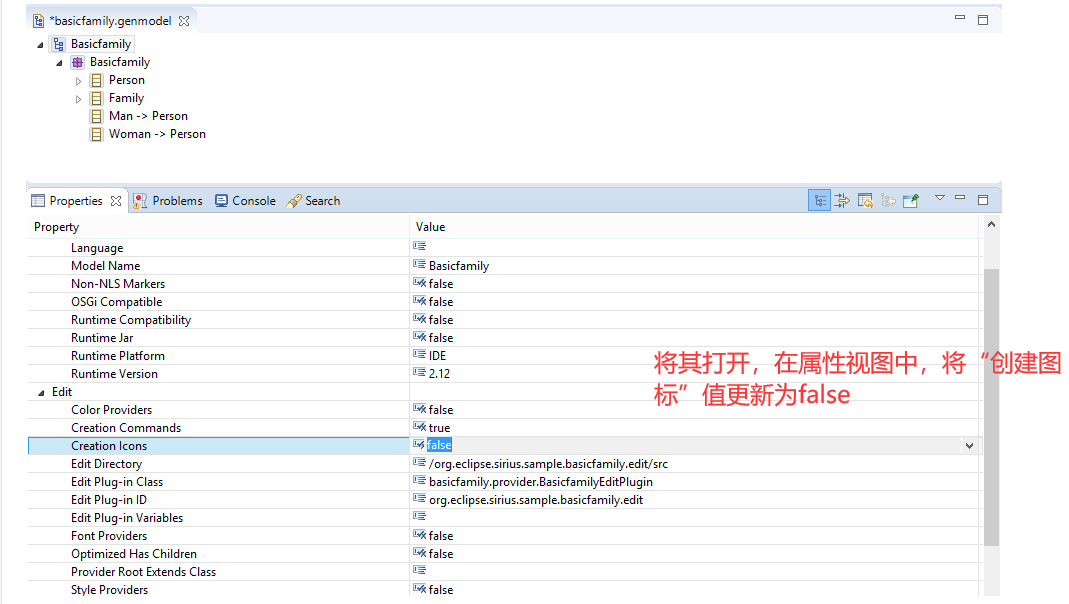 *basicfamily.genmodel
Basicfamily
Basicfamily
Person
Family
Man -> Person
Woman -> Person
Properties Problems Console Search
Property Value
Language
Model Name Basicfamily
Non-NLS Markers false
OSGi Compatible false
Runtime Compatibility false
Runtime Jar false
Runtime Platform IDE
Runtime Version 2.12
将其打开，在属性视图中，将“创建图
标”值更新为false
Edit
Color Providers false
Creation Commands true
Creation Icons false
Edit Directory /org.eclipse.sirius.sample.basicfamily.edit/src
Edit Plug-in Class basicfamily.provider.BasicfamilyEditPlugin
Edit Plug-in ID org.eclipse.sirius.sample.basicfamily.edit
Edit Plug-in Variables
Font Providers false
Optimized Has Children false
Provider Root Extends Class
Style Providers false